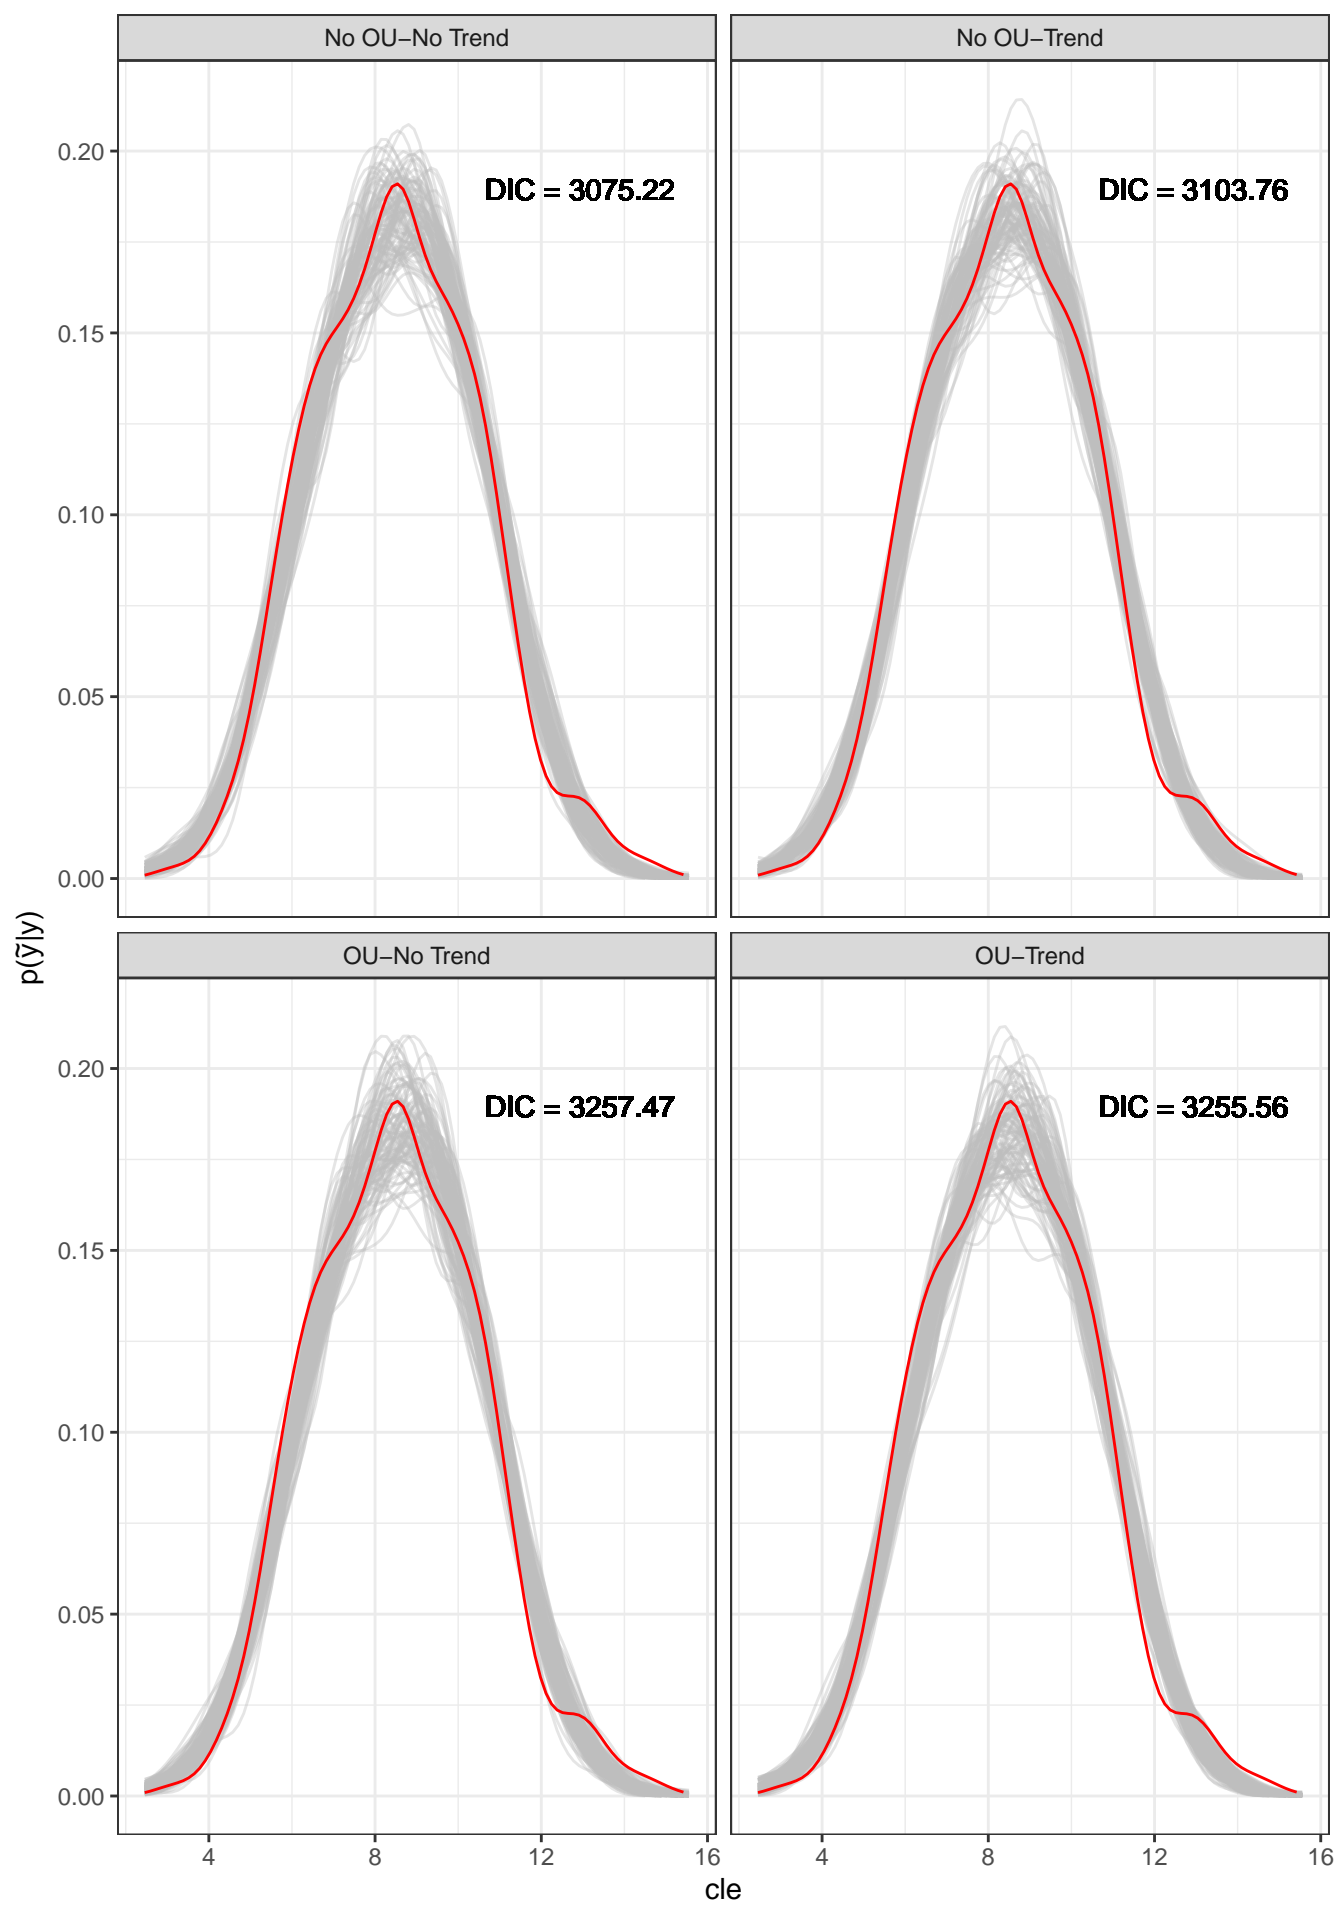 No OU–No Trend
No OU–Trend
0.20
DIC = 3075.22
DIC = 3103.76
0.15
0.10
0.05
0.00
p(ỹ|y)
OU–No Trend
OU–Trend
0.20
DIC = 3257.47
DIC = 3255.56
0.15
0.10
0.05
0.00
4 8 12 16 4 8 12 16
cle